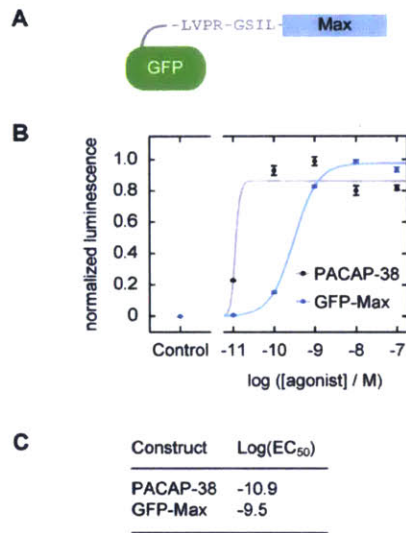 A
-LVPR-GSIL-
Max
GFP
B
normalized luminescence
1.0
0.8
0.6
0.4
0.2
0
PACAP-38
GFP-Max
Control
-11
-10
-9
-8
-7
log ([agonist] / M)
C
Construct Log(EC50)
PACAP-38 -10.9
GFP-Max -9.5